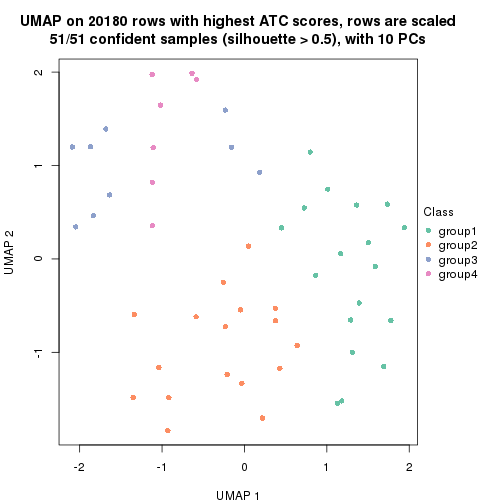 UMAP on 20180 rows with highest ATC scores, rows are scaled
51/51 confident samples (silhouette > 0.5), with 10 PCs
2
1
0
-1
UMAP 2
-2
-1
0
1
2
UMAP 1
Class
group1
group2
group3
group4